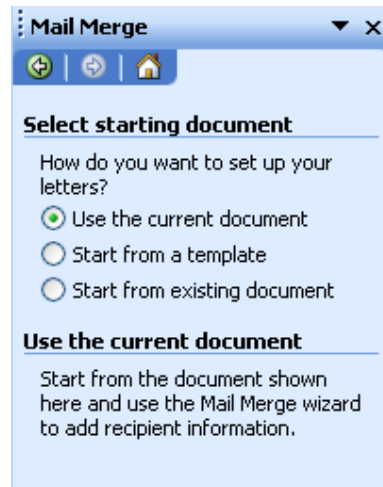 Mail Merge
Select starting document
How do you want to set up your
letters?
Use the current document
Start from a template
Start from existing document
Use the current document
Start from the document shown
here and use the Mail Merge wizard
to add recipient information.